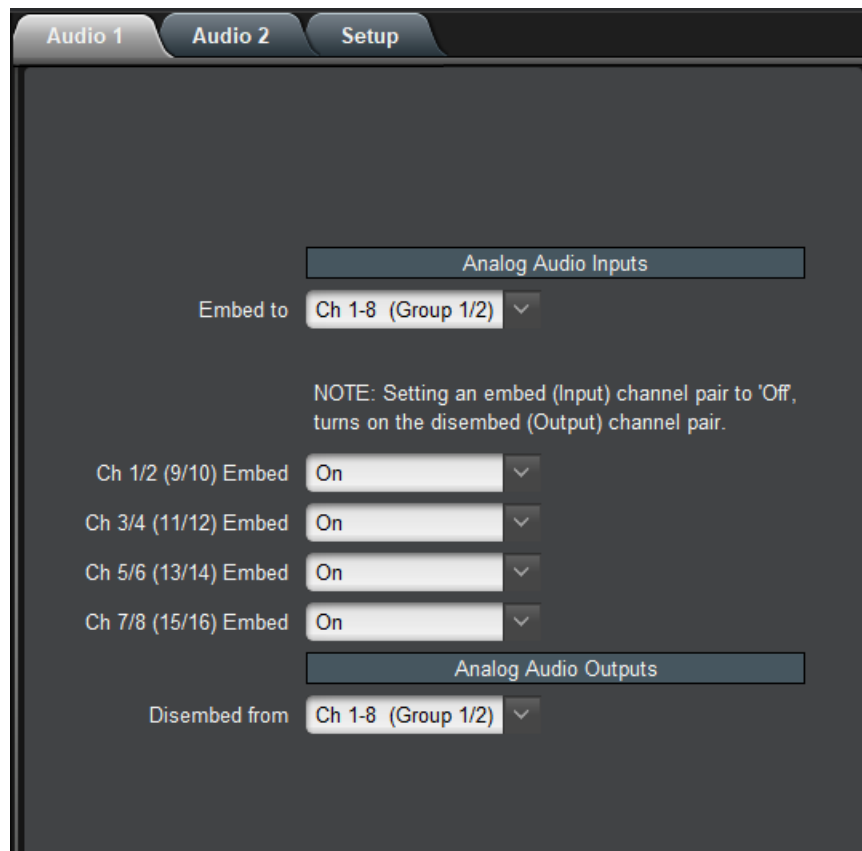 Audio 1 Audio 2 Setup
Analog Audio Inputs
Embed to Ch 1-8 (Group 1/2)
NOTE: Setting an embed (Input) channel pair to 'Off',
turns on the disembed (Output) channel pair.
Ch 1/2 (9/10) Embed On
Ch 3/4 (11/12) Embed On
Ch 5/6 (13/14) Embed On
Ch 7/8 (15/16) Embed On
Analog Audio Outputs
Disembed from Ch 1-8 (Group 1/2)